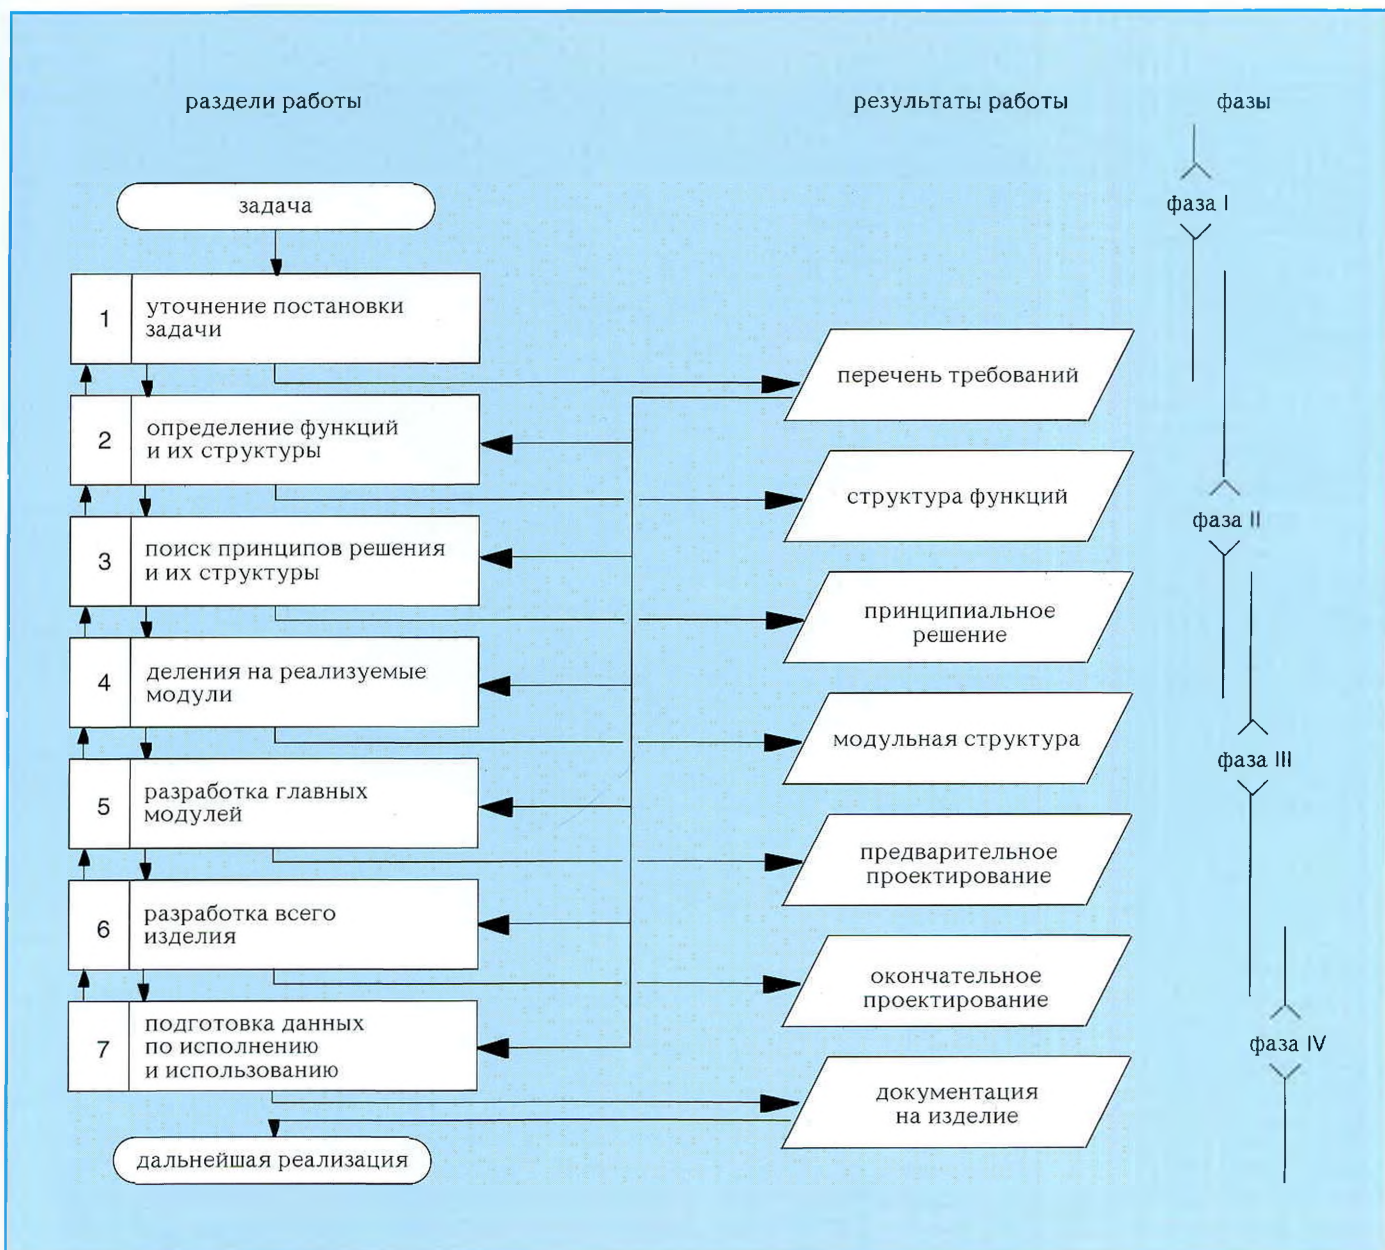 раздели работы
результаты работы
фазы
задача
фаза I
1
уточнение постановки
задачи
перечень требований
2
определение функций
и их структуры
структура функций
фаза II
3
поиск принципов решения
и их структуры
принципиальное
решение
4
деления на реализуемые
модули
модульная структура
фаза III
5
разработка главных
модулей
предварительное
проектирование
6
разработка всего
изделия
окончательное
проектирование
7
подготовка данных
по исполнению
и использованию
фаза IV
документация
на изделие
дальнейшая реализация